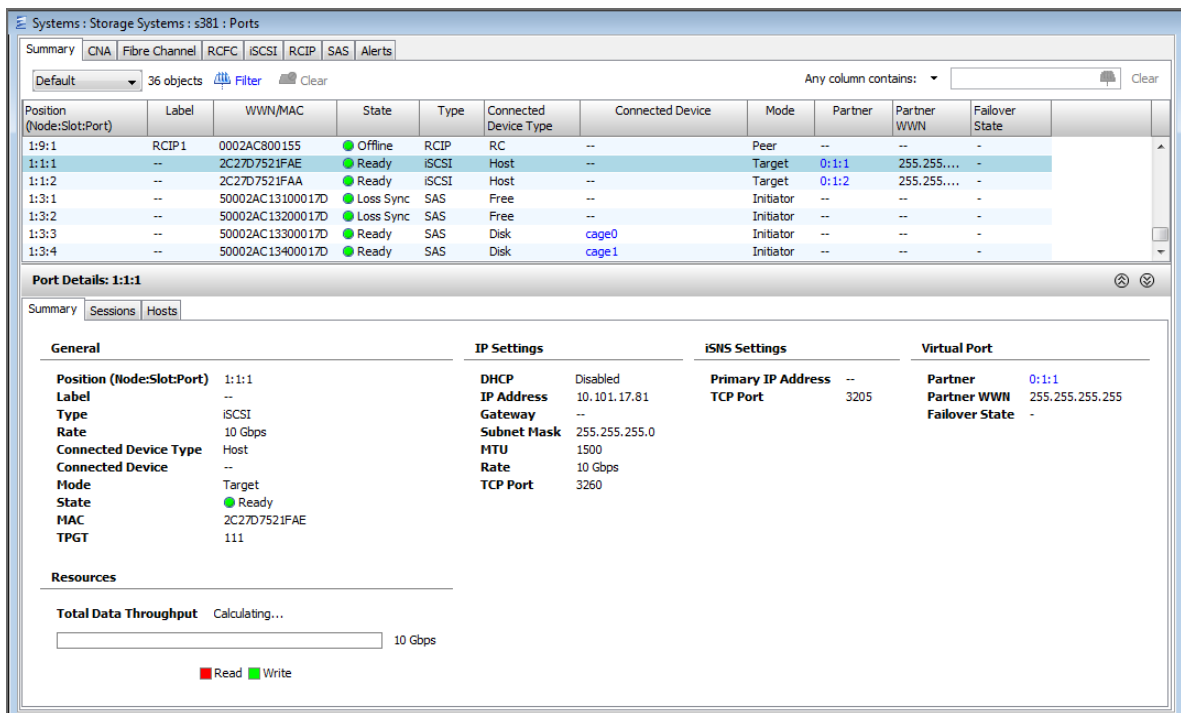 Systems : Storage Systems : s381 : Ports
Summary CNA Fibre Channel RCFC iSCSI RCIP SAS Alerts
Default 36 objects Filter Clear Any column contains: Clear
Position (Node:Slot:Port) Label WWN/MAC State Type Connected Device Type Connected Device Mode Partner Partner WWN Failover State
1:9:1 RCIP1 0002AC800155 Offline RCIP RC -- Peer -- -- -
1:1:1 -- 2C27D7521FAE Ready iSCSI Host -- Target 0:1:1 255.255.... -
1:1:2 -- 2C27D7521FAA Ready iSCSI Host -- Target 0:1:2 255.255.... -
1:3:1 -- 50002AC13100017D Loss Sync SAS Free -- Initiator -- -- -
1:3:2 -- 50002AC13200017D Loss Sync SAS Free -- Initiator -- -- -
1:3:3 -- 50002AC13300017D Ready SAS Disk cage0 Initiator -- -- -
1:3:4 -- 50002AC13400017D Ready SAS Disk cage1 Initiator -- -- -
Port Details: 1:1:1
Summary Sessions Hosts
General
Position (Node:Slot:Port) 1:1:1
Label --
Type iSCSI
Rate 10 Gbps
Connected Device Type Host
Connected Device --
Mode Target
State Ready
MAC 2C27D7521FAE
TPGT 111
IP Settings
DHCP Disabled
IP Address 10.101.17.81
Gateway --
Subnet Mask 255.255.255.0
MTU 1500
Rate 10 Gbps
TCP Port 3260
iSNS Settings
Primary IP Address --
TCP Port 3205
Virtual Port
Partner 0:1:1
Partner WWN 255.255.255.255
Failover State -
Resources
Total Data Throughput Calculating...
10 Gbps
Read Write